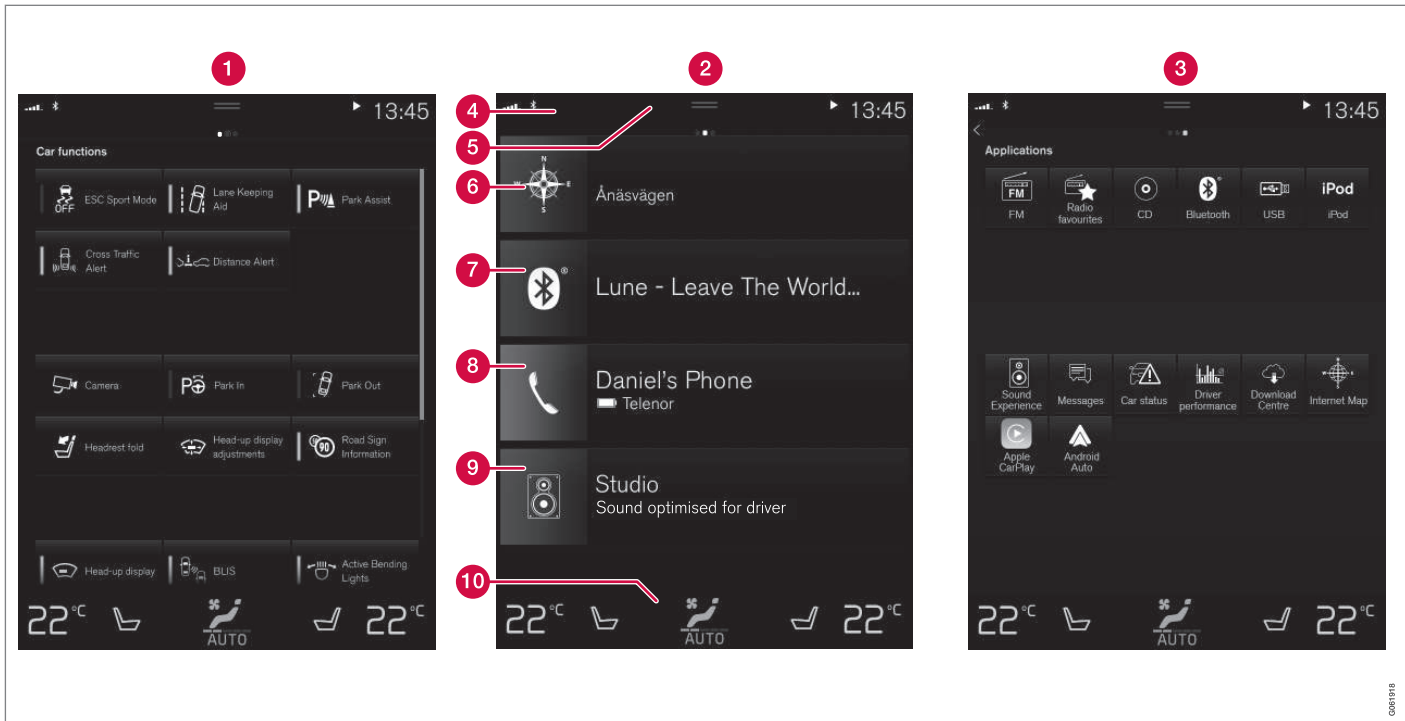 1
2
3
13:45
Car functions
OFF
ESC Sport Mode
Lane Keeping
Aid
P
Park Assist
Cross Traffic
Alert
Distance Alert
Camera
P
Park In
Park Out
Headrest fold
Head-up display
adjustments
90
Road Sign
Information
Head-up display
BLIS
Active Bending
Lights
22°C
AUTO
22°C
4
5
6
7
8
9
10
13:45
N
W
E
S
Ånäsvägen
®
Lune - Leave The World...
Daniel's Phone
Telenor
Studio
Sound optimised for driver
22°C
AUTO
22°C
13:45
Applications
FM
FM
Radio
favourites
CD
Bluetooth
USB
iPod
iPod
Sound
Experience
Messages
Car status
Driver
performance
Download
Centre
Internet Map
Apple
CarPlay
Android
Auto
22°C
AUTO
22°C
G061918